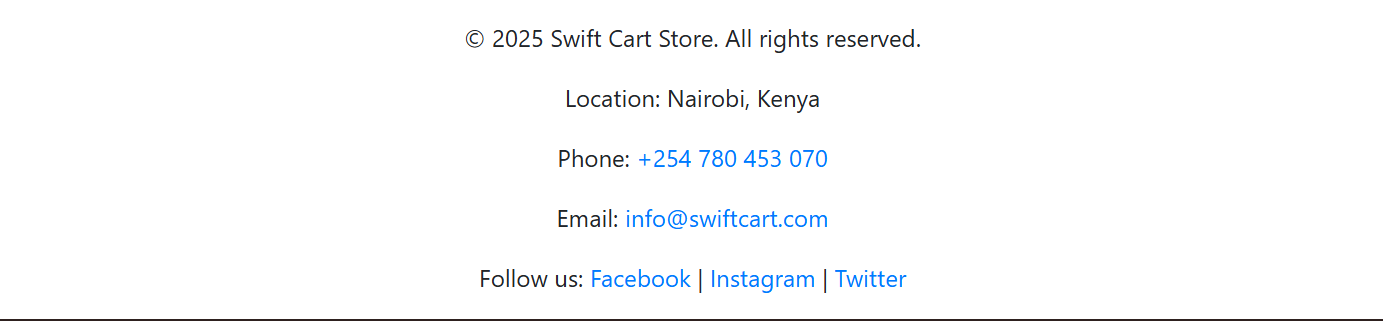 © 2025 Swift Cart Store. All rights reserved.
Location: Nairobi, Kenya
Phone: +254 780 453 070
Email: info@swiftcart.com
Follow us: Facebook | Instagram | Twitter